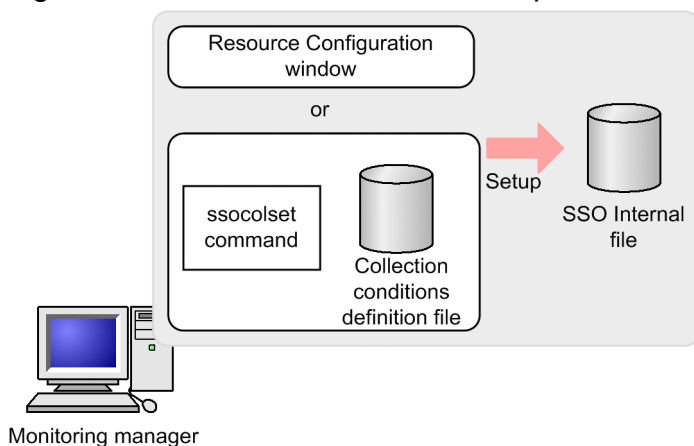 Resource Configuration
window
or
ssocolset
command
Collection
conditions
definition file
Setup
SSO Internal
file
Monitoring manager